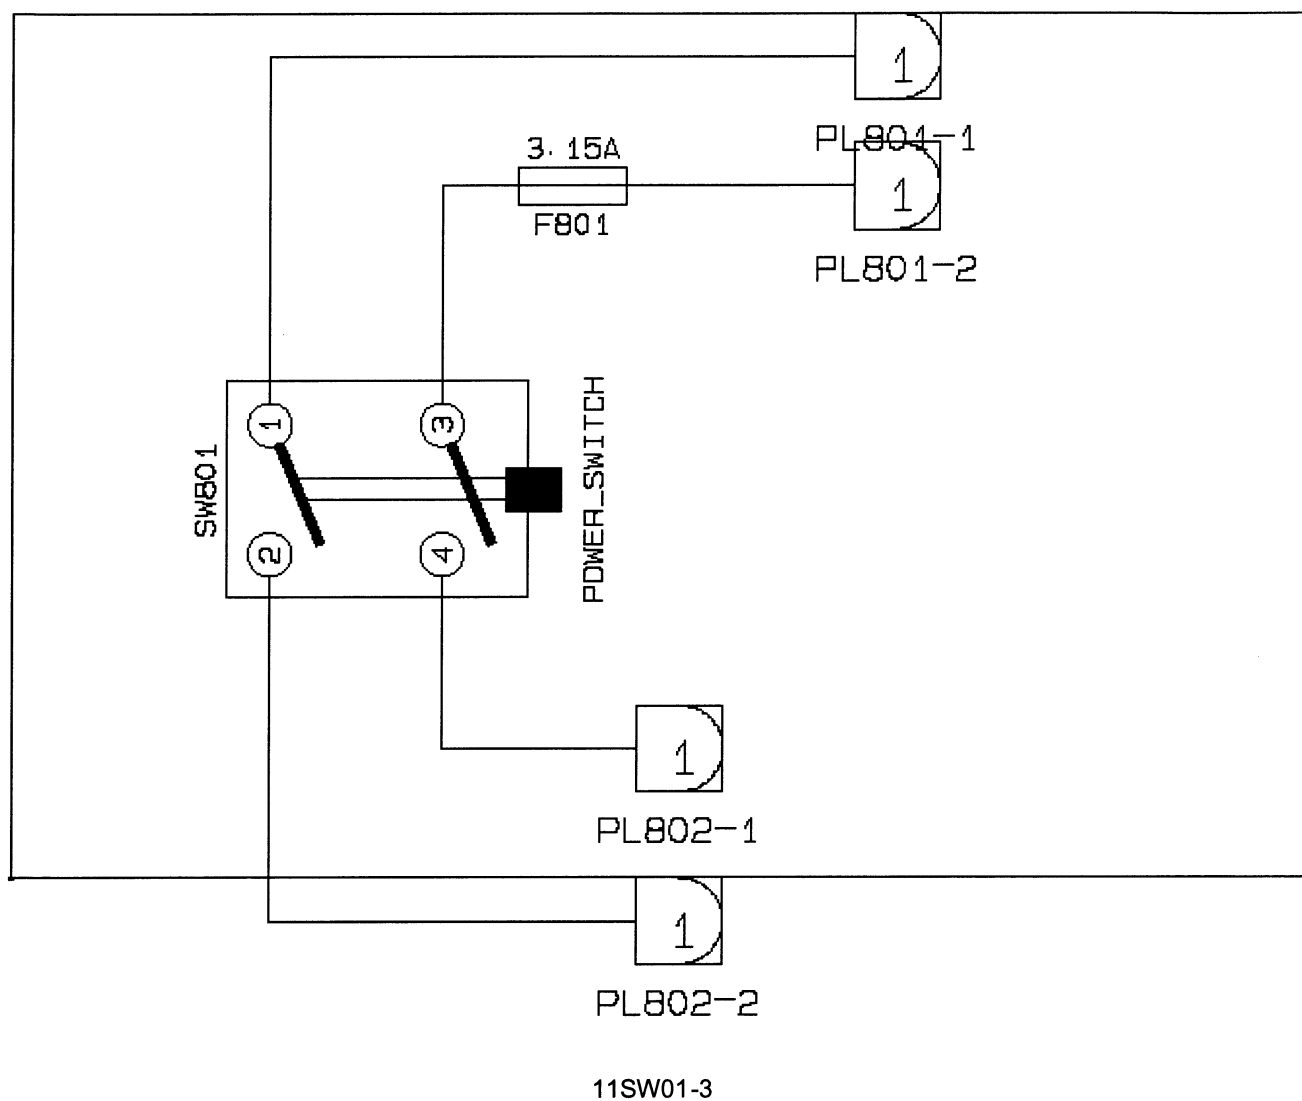 1
PL801-1
3.15A
1
F801
PL801-2
SW801
1
3
2
4
POWER_SWITCH
1
PL802-1
1
PL802-2
11SW01-3